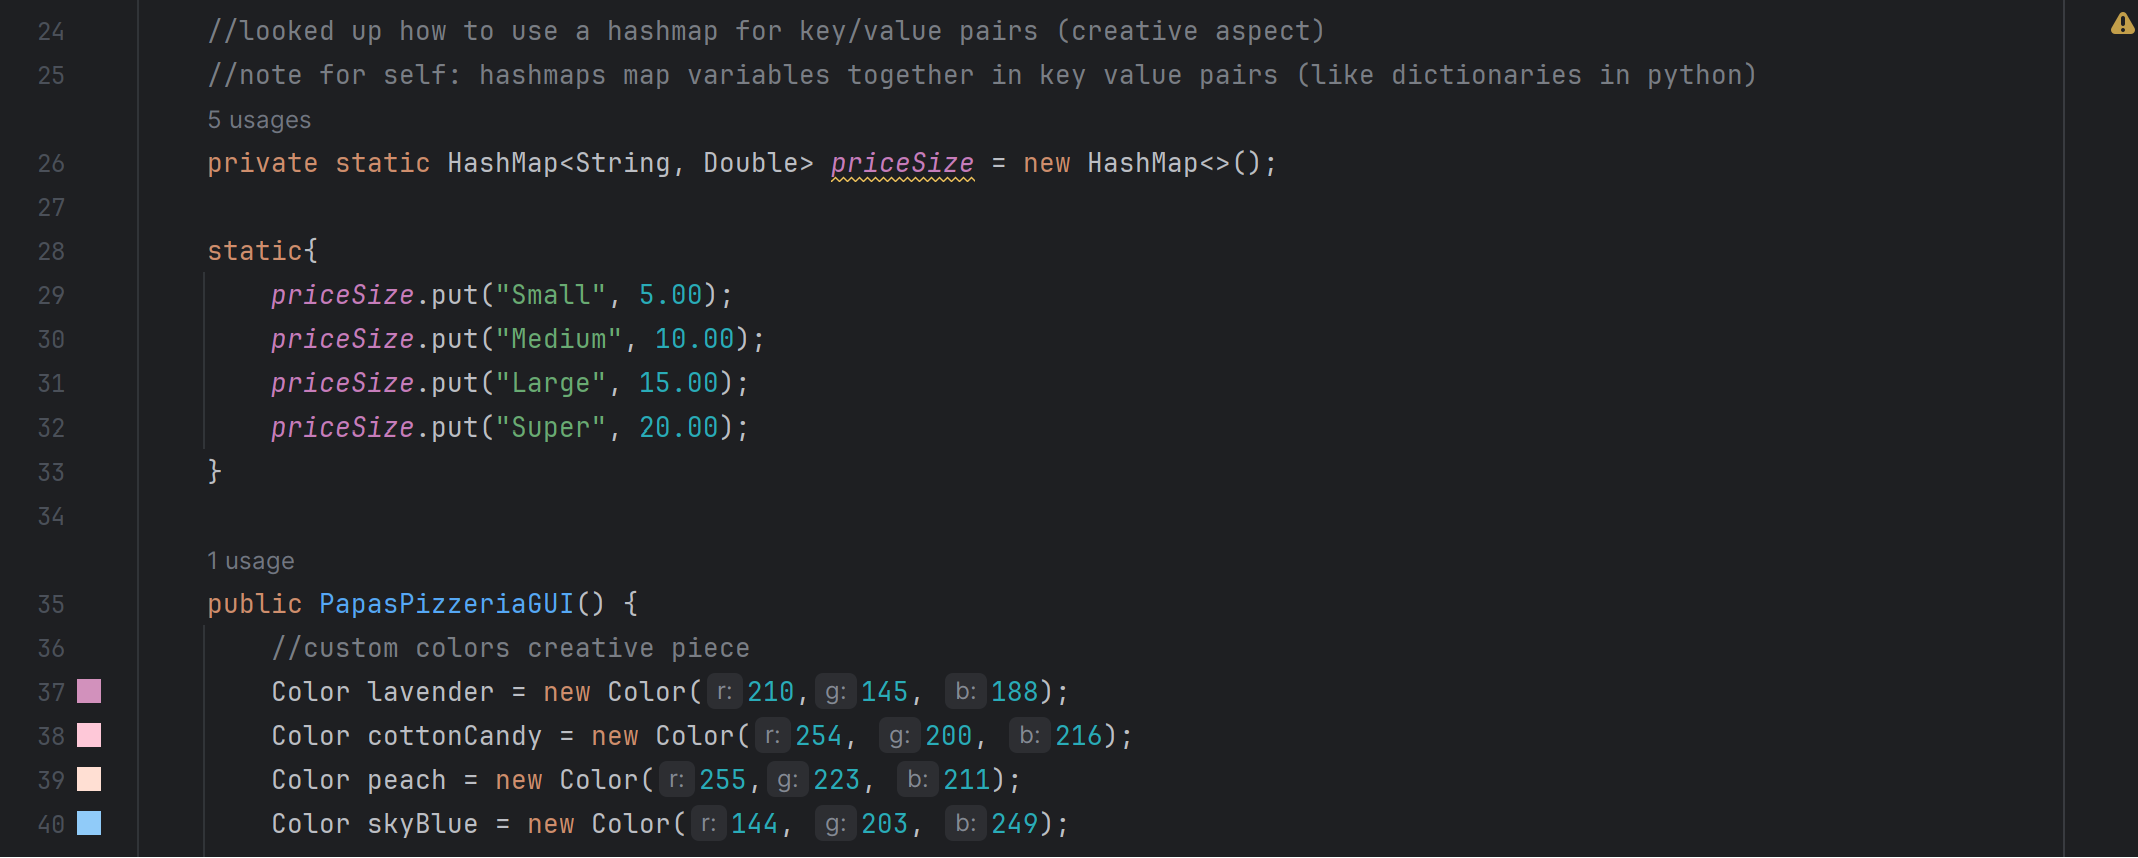 24 //looked up how to use a hashmap for key/value pairs (creative aspect)
25 //note for self: hashmaps map variables together in key value pairs (like dictionaries in python)
5 usages
26 private static HashMap<String, Double> priceSize = new HashMap<>();
27
28 static{
29 priceSize.put("Small", 5.00);
30 priceSize.put("Medium", 10.00);
31 priceSize.put("Large", 15.00);
32 priceSize.put("Super", 20.00);
33 }
34
1 usage
35 public PapasPizzeriaGUI() {
36 //custom colors creative piece
37 Color lavender = new Color( r: 210, g: 145, b: 188);
38 Color cottonCandy = new Color( r: 254, g: 200, b: 216);
39 Color peach = new Color( r: 255, g: 223, b: 211);
40 Color skyBlue = new Color( r: 144, g: 203, b: 249);